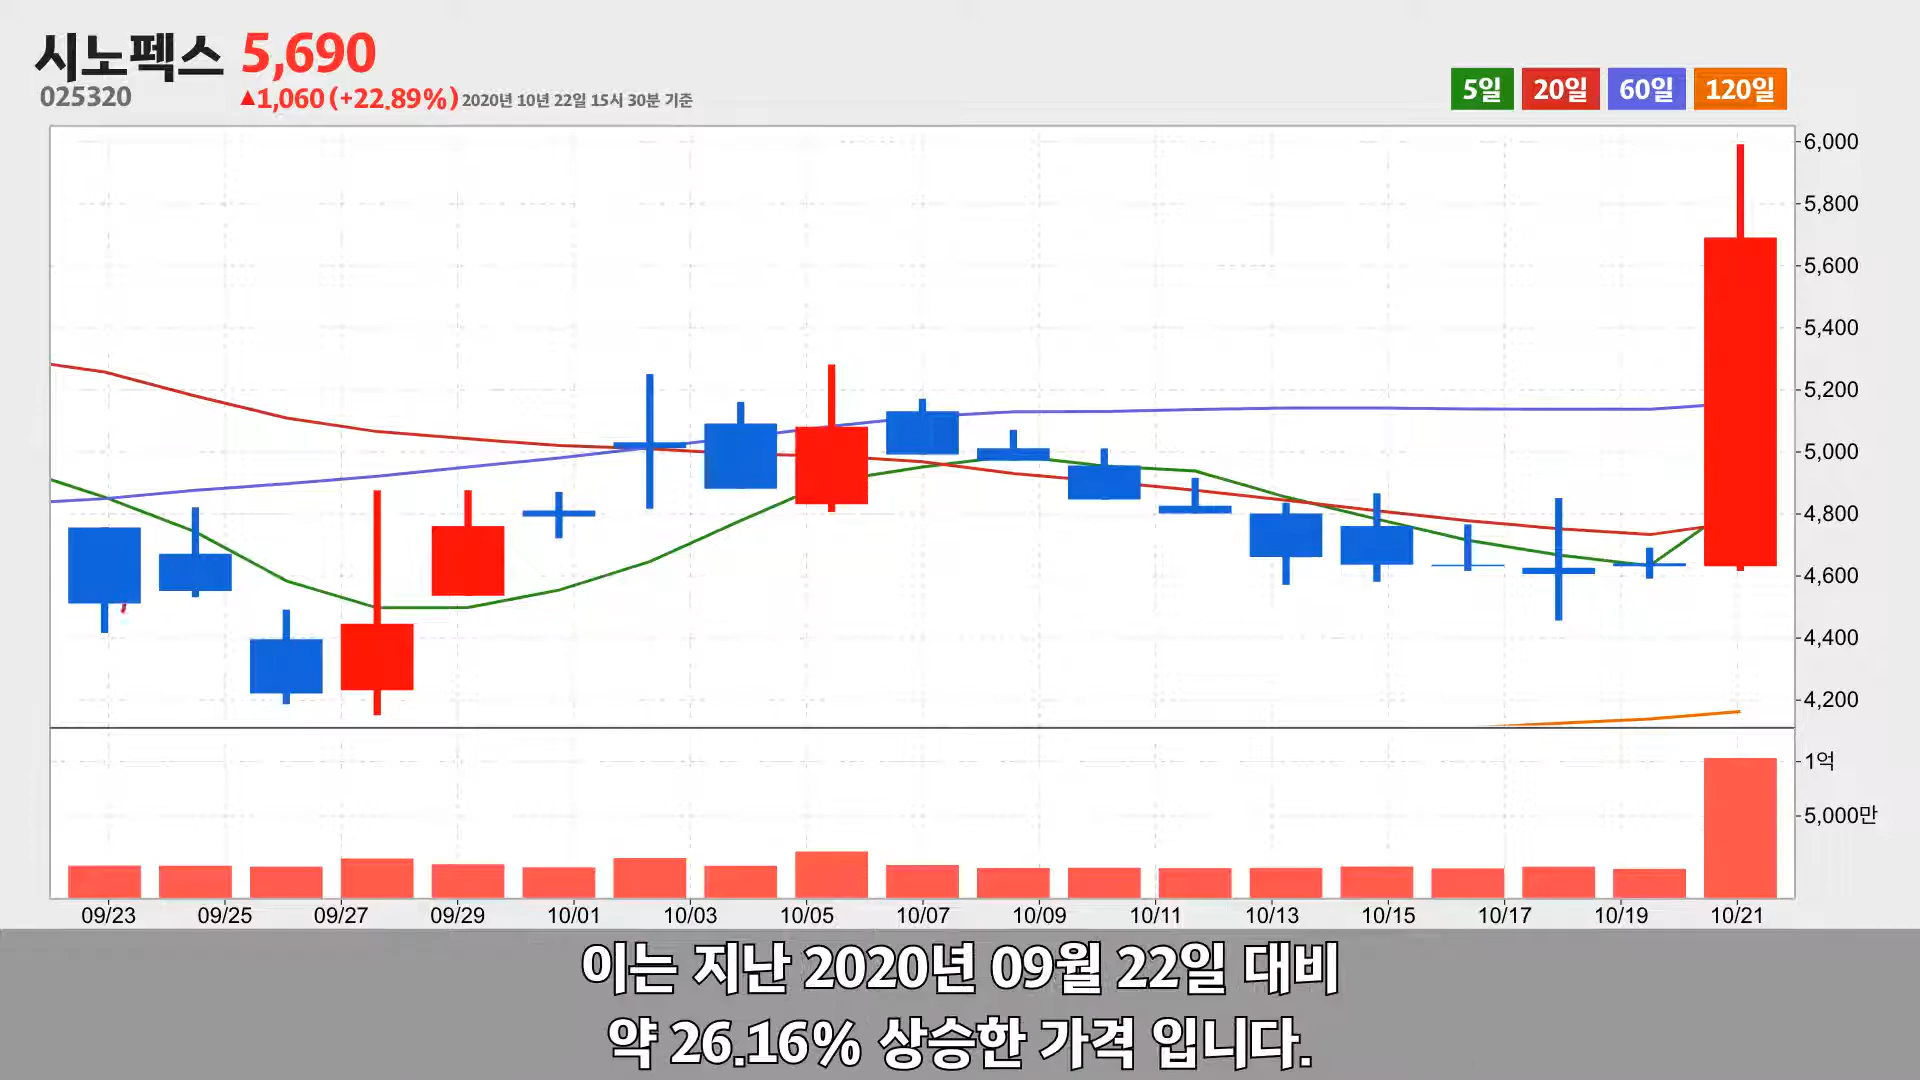 시노펙스 5,690
025320
▲1,060 (+22.89%) 2020년 10년 22일 15시 30분 기준
5일 20일 60일 120일
6,000
5,800
5,600
5,400
5,200
5,000
4,800
4,600
4,400
4,200
1억
5,000만
09/23 09/25 09/27 09/29 10/01 10/03 10/05 10/07 10/09 10/11 10/13 10/15 10/17 10/19 10/21
이는 지난 2020년 09월 22일 대비
약 26.16% 상승한 가격 입니다.